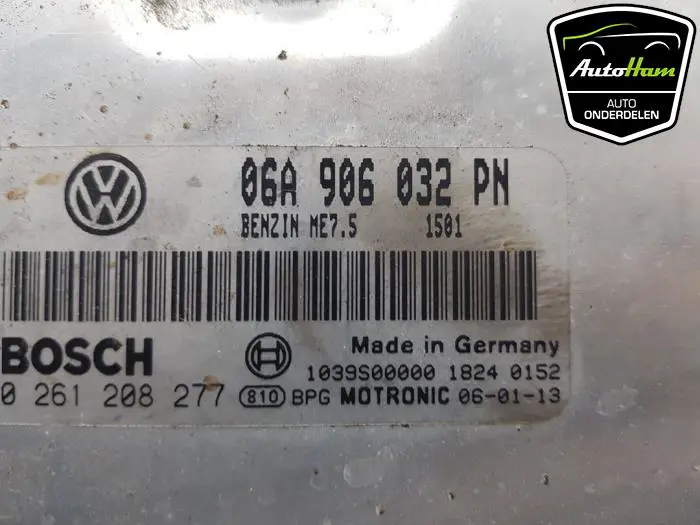 AutoHam
AUTO
ONDERDELEN
06A 906 032 PN
BENZIN ME7.5 1501
BOSCH
Made in Germany
1039S00000 1824 0152
0 261 208 277 810 BPG MOTRONIC 06-01-13